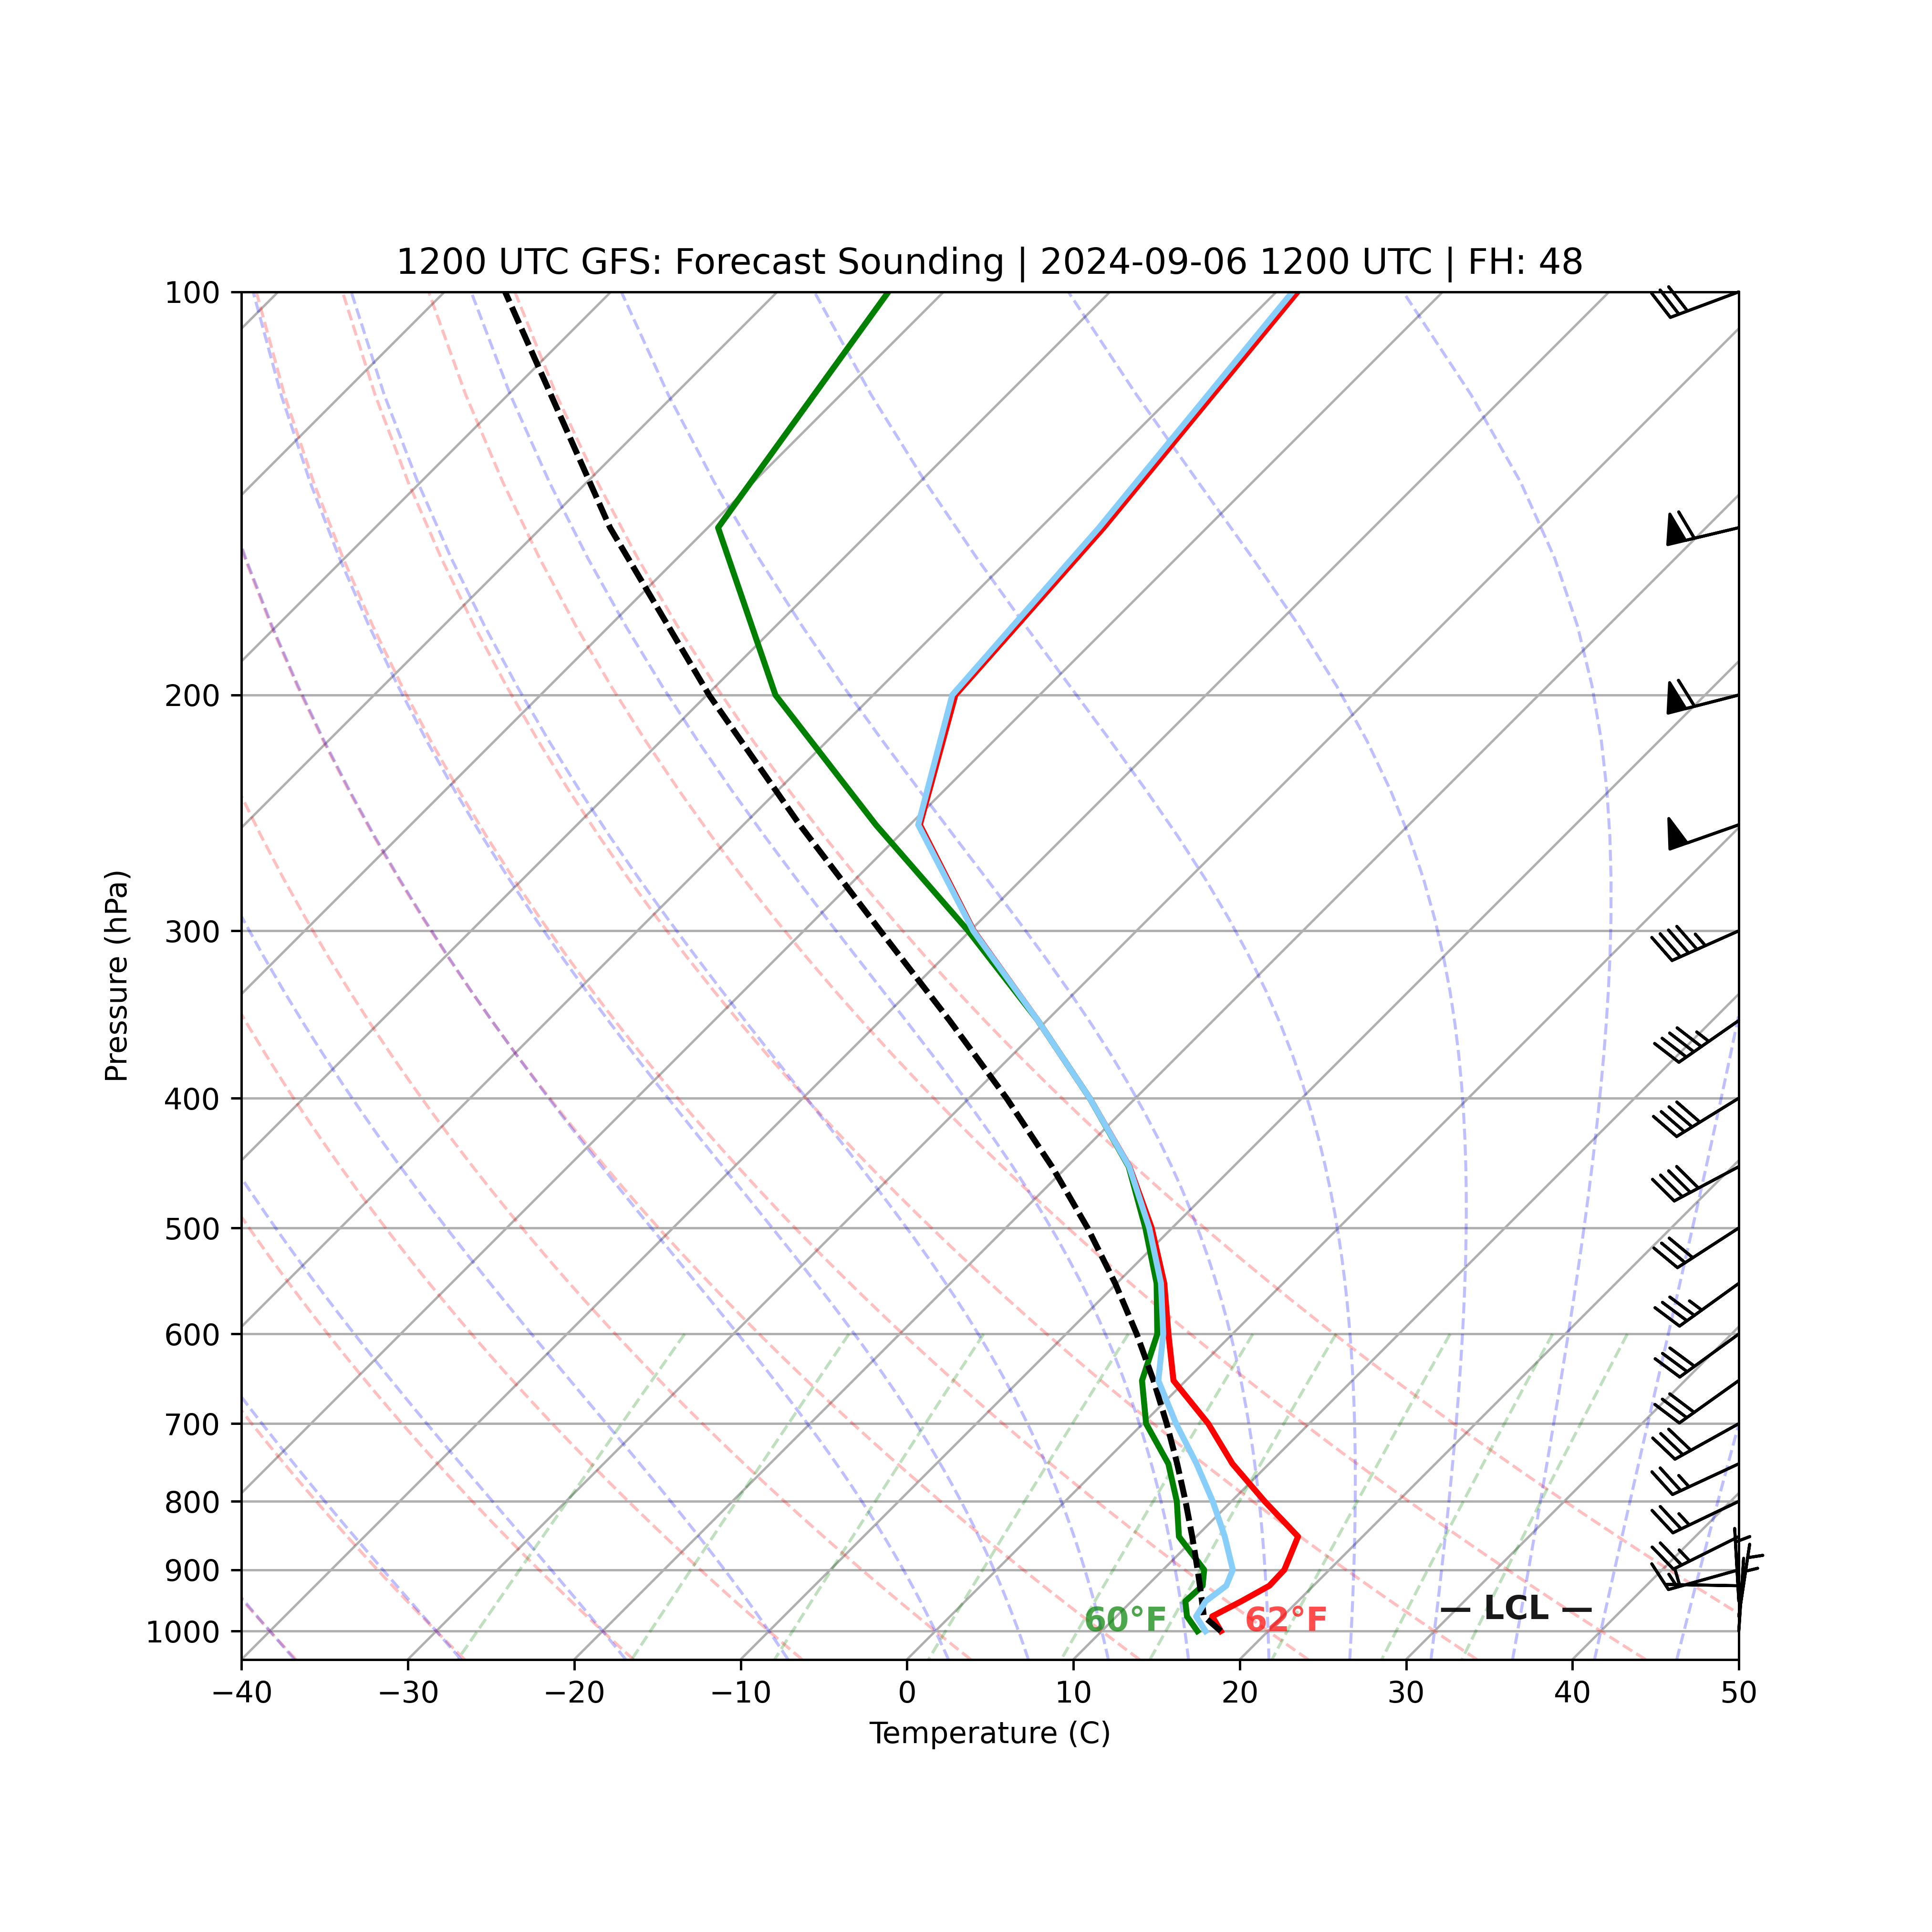 1200 UTC GFS: Forecast Sounding | 2024-09-06 1200 UTC | FH: 48
100
200
300
400
500
600
700
800
900
1000
Pressure (hPa)
60°F
62°F
— LCL —
−40 −30 −20 −10 0 10 20 30 40 50
Temperature (C)